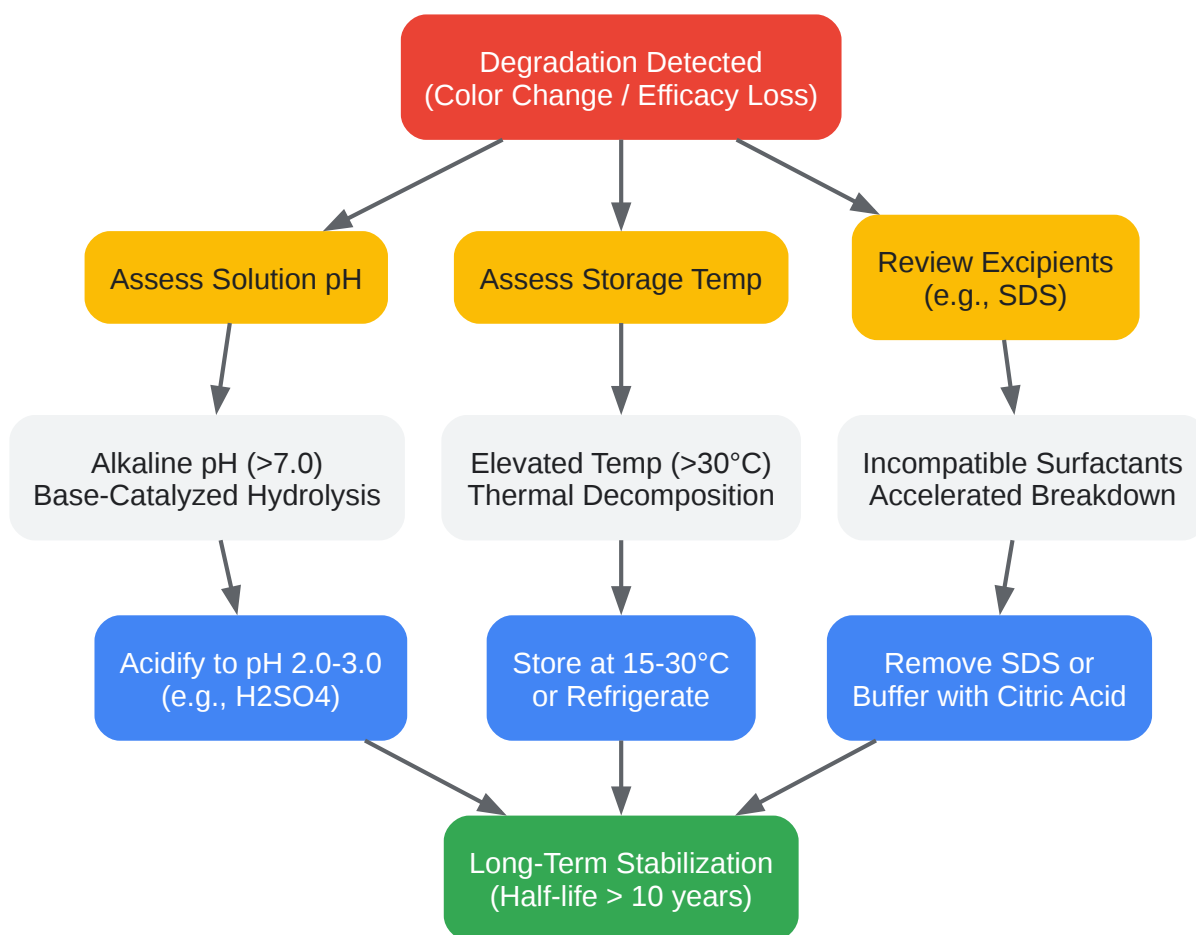 Degradation Detected
(Color Change / Efficacy Loss)
Assess Solution pH
Assess Storage Temp
Review Excipients
(e.g., SDS)
Alkaline pH (>7.0)
Base-Catalyzed Hydrolysis
Elevated Temp (>30°C)
Thermal Decomposition
Incompatible Surfactants
Accelerated Breakdown
Acidify to pH 2.0-3.0
(e.g., H2SO4)
Store at 15-30°C
or Refrigerate
Remove SDS or
Buffer with Citric Acid
Long-Term Stabilization
(Half-life > 10 years)